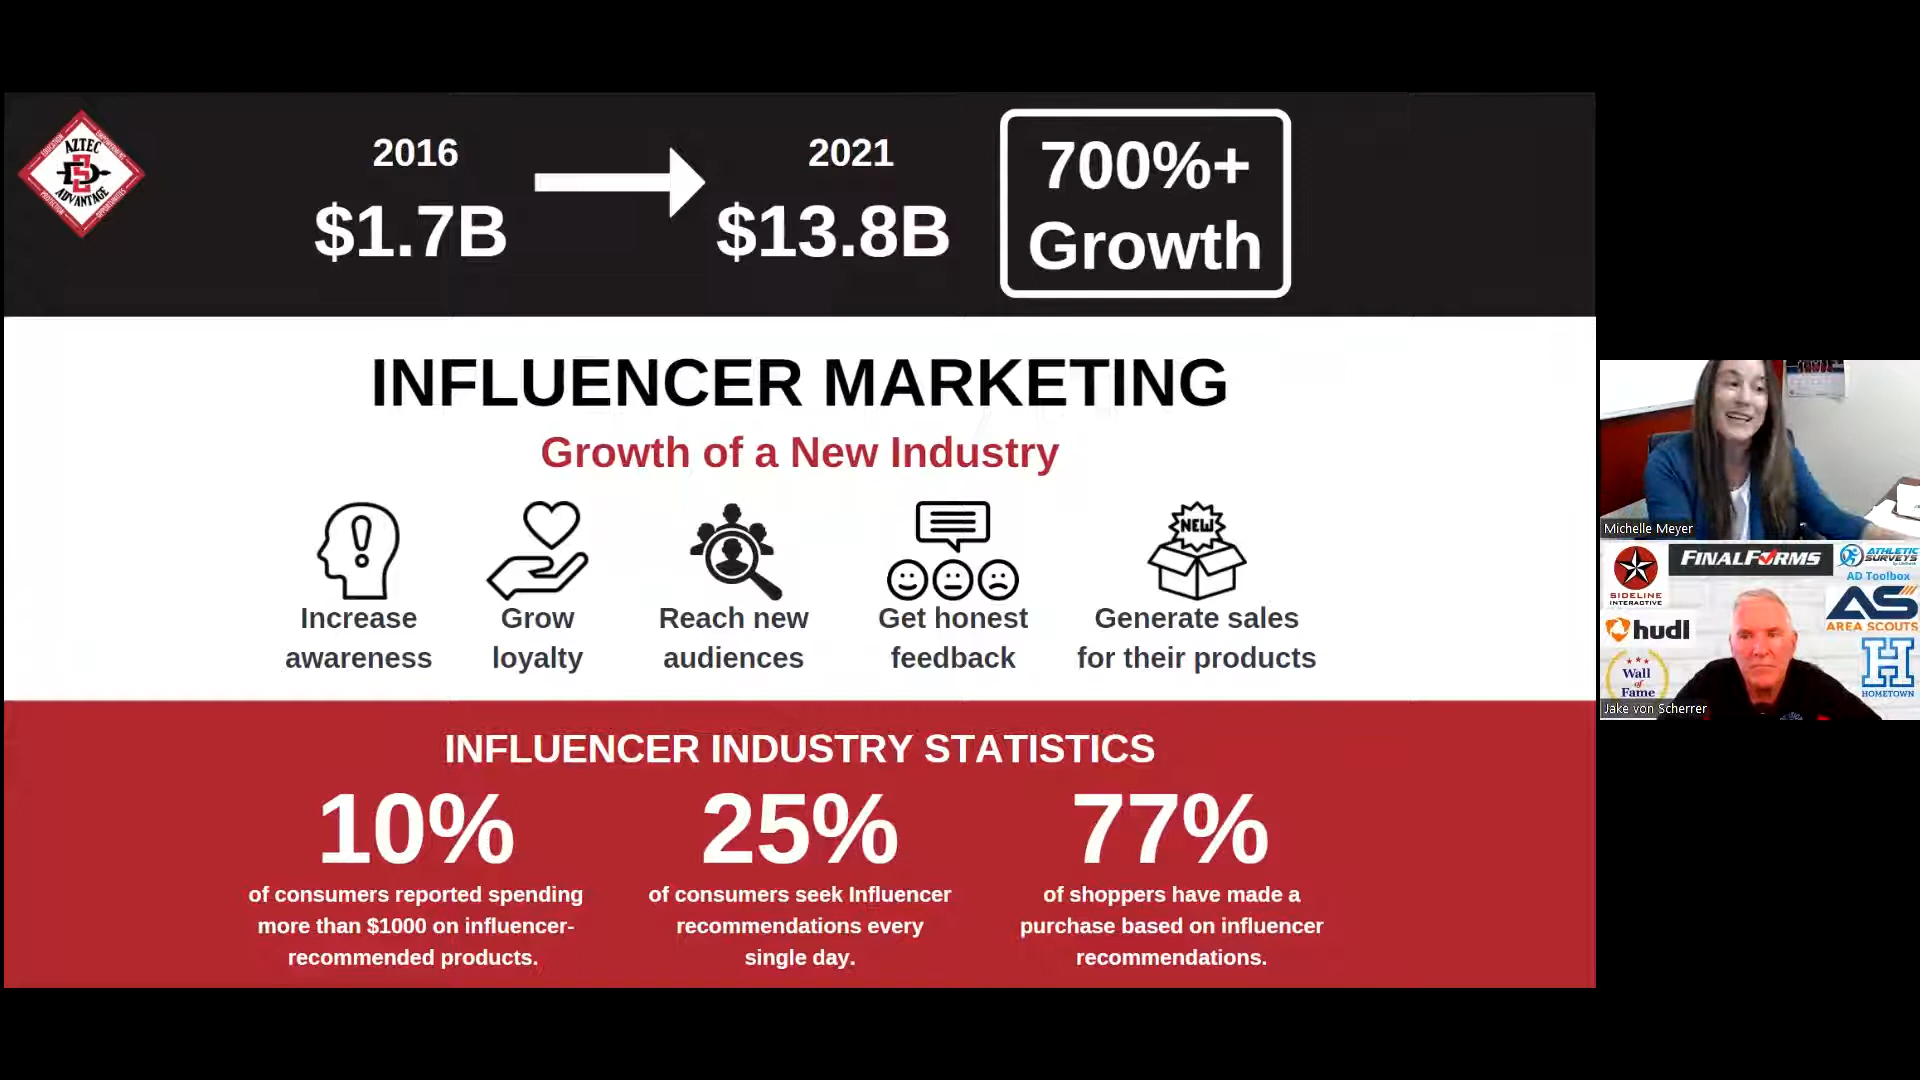 AZTEC
SD
ADVANTAGE
2016
$1.7B
2021
$13.8B
700%+
Growth
INFLUENCER MARKETING
Growth of a New Industry
NEW
Increase
awareness
Grow
loyalty
Reach new
audiences
Get honest
feedback
Generate sales
for their products
INFLUENCER INDUSTRY STATISTICS
10%
of consumers reported spending
more than $1000 on influencer-
recommended products.
25%
of consumers seek Influencer
recommendations every
single day.
77%
of shoppers have made a
purchase based on influencer
recommendations.
Michelle Meyer
SIDELINE
INTERACTIVE
FINALFORMS
ATHLETIC
SURVEYS
AD Toolbox
hudl
AS
AREA SCOUTS
Wall
of
Fame
H
HOMETOWN
Jake von Scherrer